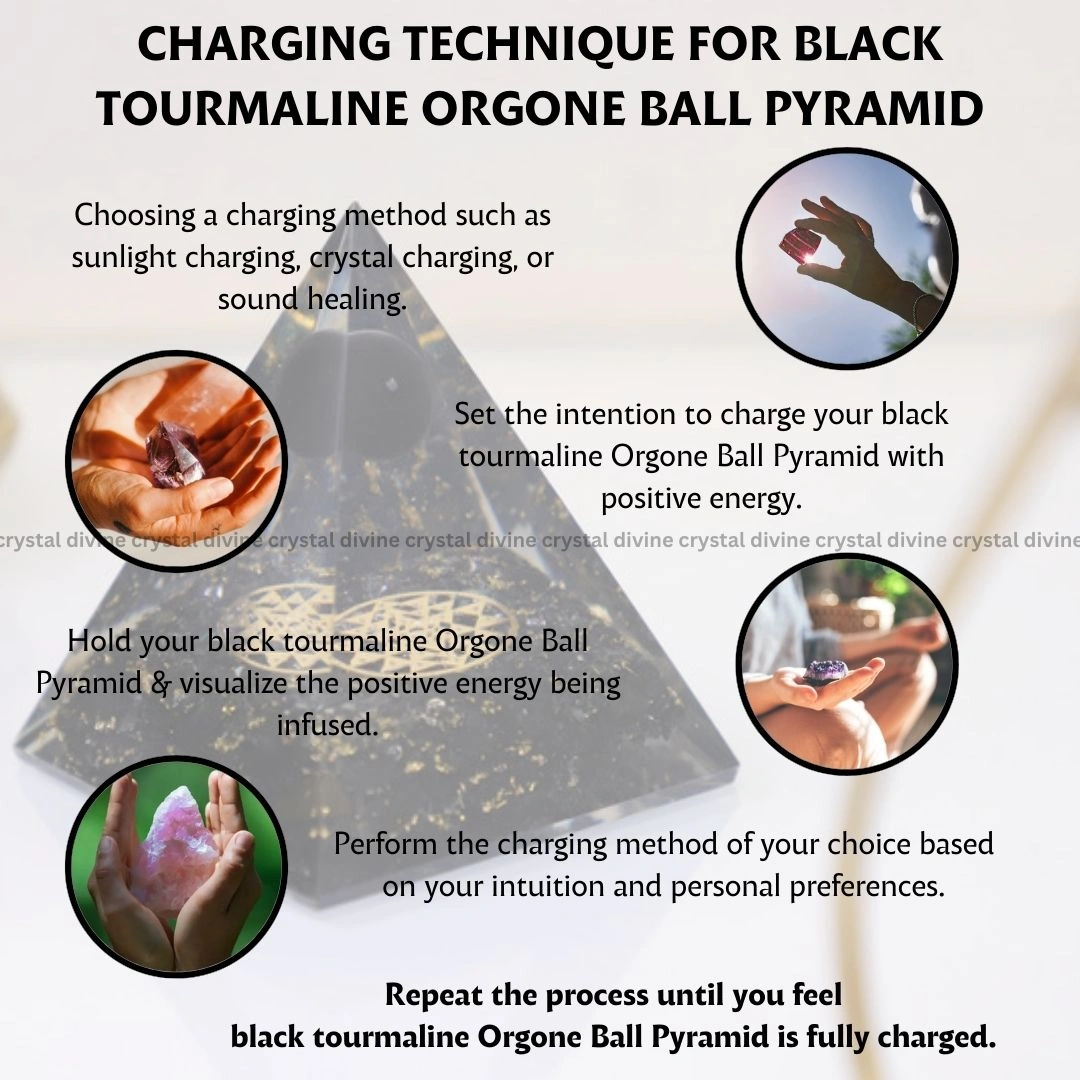 CHARGING TECHNIQUE FOR BLACK
TOURMALINE ORGONE BALL PYRAMID
Choosing a charging method such as
sunlight charging, crystal charging, or
sound healing.
Set the intention to charge your black
tourmaline Orgone Ball Pyramid with
positive energy.
crystal divine crystal divine crystal divine crystal divine crystal divine crystal divine crystal divine crystal divine
Hold your black tourmaline Orgone Ball
Pyramid & visualize the positive energy being
infused.
Perform the charging method of your choice based
on your intuition and personal preferences.
Repeat the process until you feel
black tourmaline Orgone Ball Pyramid is fully charged.